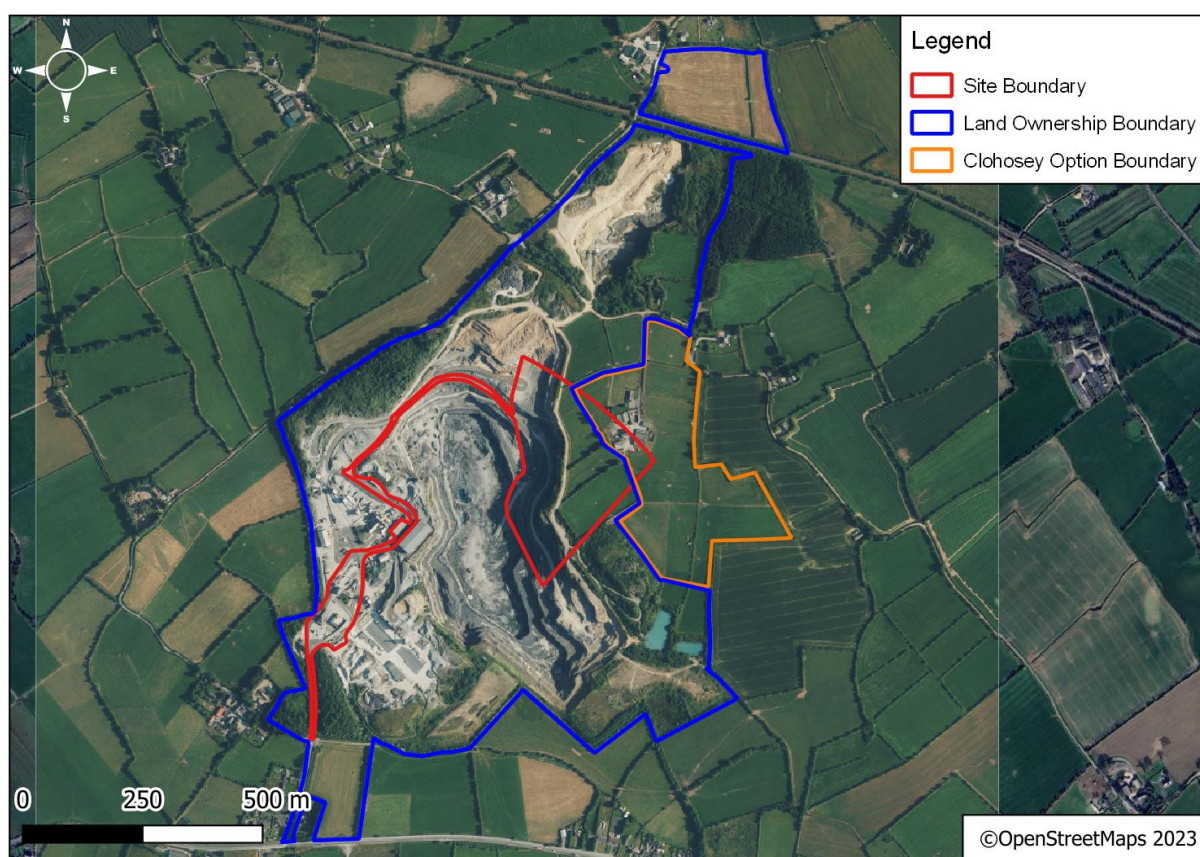 N
W E
S
Legend
Site Boundary
Land Ownership Boundary
Clohosey Option Boundary
0 250 500 m
©OpenStreetMaps 2023